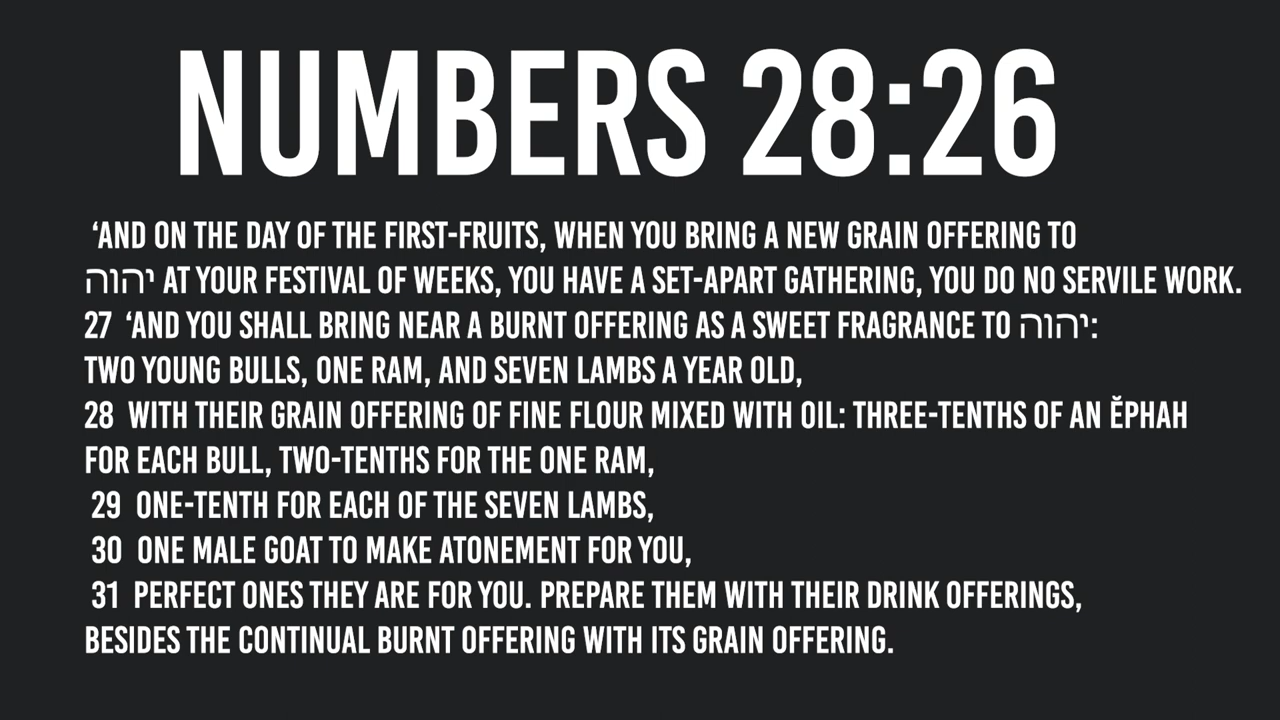 NUMBERS 28:26
‘AND ON THE DAY OF THE FIRST-FRUITS, WHEN YOU BRING A NEW GRAIN OFFERING TO
יהוה AT YOUR FESTIVAL OF WEEKS, YOU HAVE A SET-APART GATHERING, YOU DO NO SERVILE WORK.
27 ‘AND YOU SHALL BRING NEAR A BURNT OFFERING AS A SWEET FRAGRANCE TO יהוה:
TWO YOUNG BULLS, ONE RAM, AND SEVEN LAMBS A YEAR OLD,
28 WITH THEIR GRAIN OFFERING OF FINE FLOUR MIXED WITH OIL: THREE-TENTHS OF AN ĔPHAH
FOR EACH BULL, TWO-TENTHS FOR THE ONE RAM,
29 ONE-TENTH FOR EACH OF THE SEVEN LAMBS,
30 ONE MALE GOAT TO MAKE ATONEMENT FOR YOU,
31 PERFECT ONES THEY ARE FOR YOU. PREPARE THEM WITH THEIR DRINK OFFERINGS,
BESIDES THE CONTINUAL BURNT OFFERING WITH ITS GRAIN OFFERING.